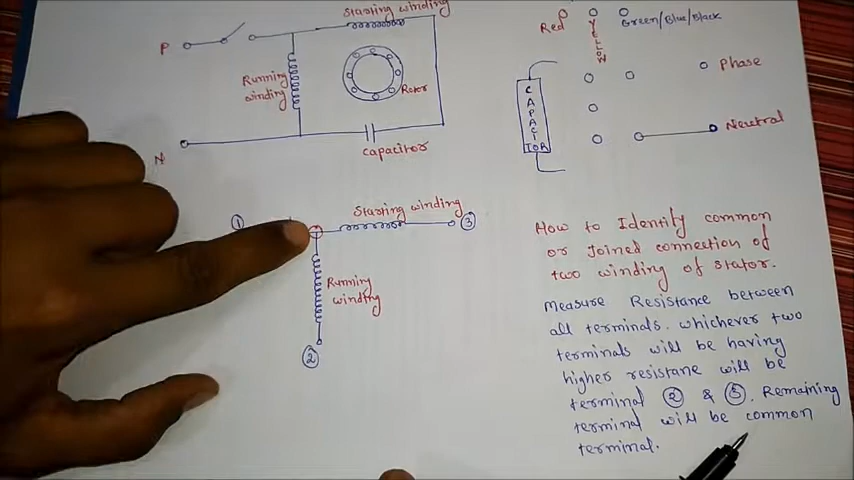 Starting winding
P
Running
winding
Rotor
capacitor
N
Red
YELLOW
Green/Blue/Black
CAPACITOR
Phase
Neutral
1
Starting winding
3
Running
winding
2
How to Identify common
or joined connection of
two winding of stator.
Measure Resistance between
all terminals. whichever two
terminals will be having
higher resistane will be
terminal 2 & 3. Remaining
terminal will be common
terminal.